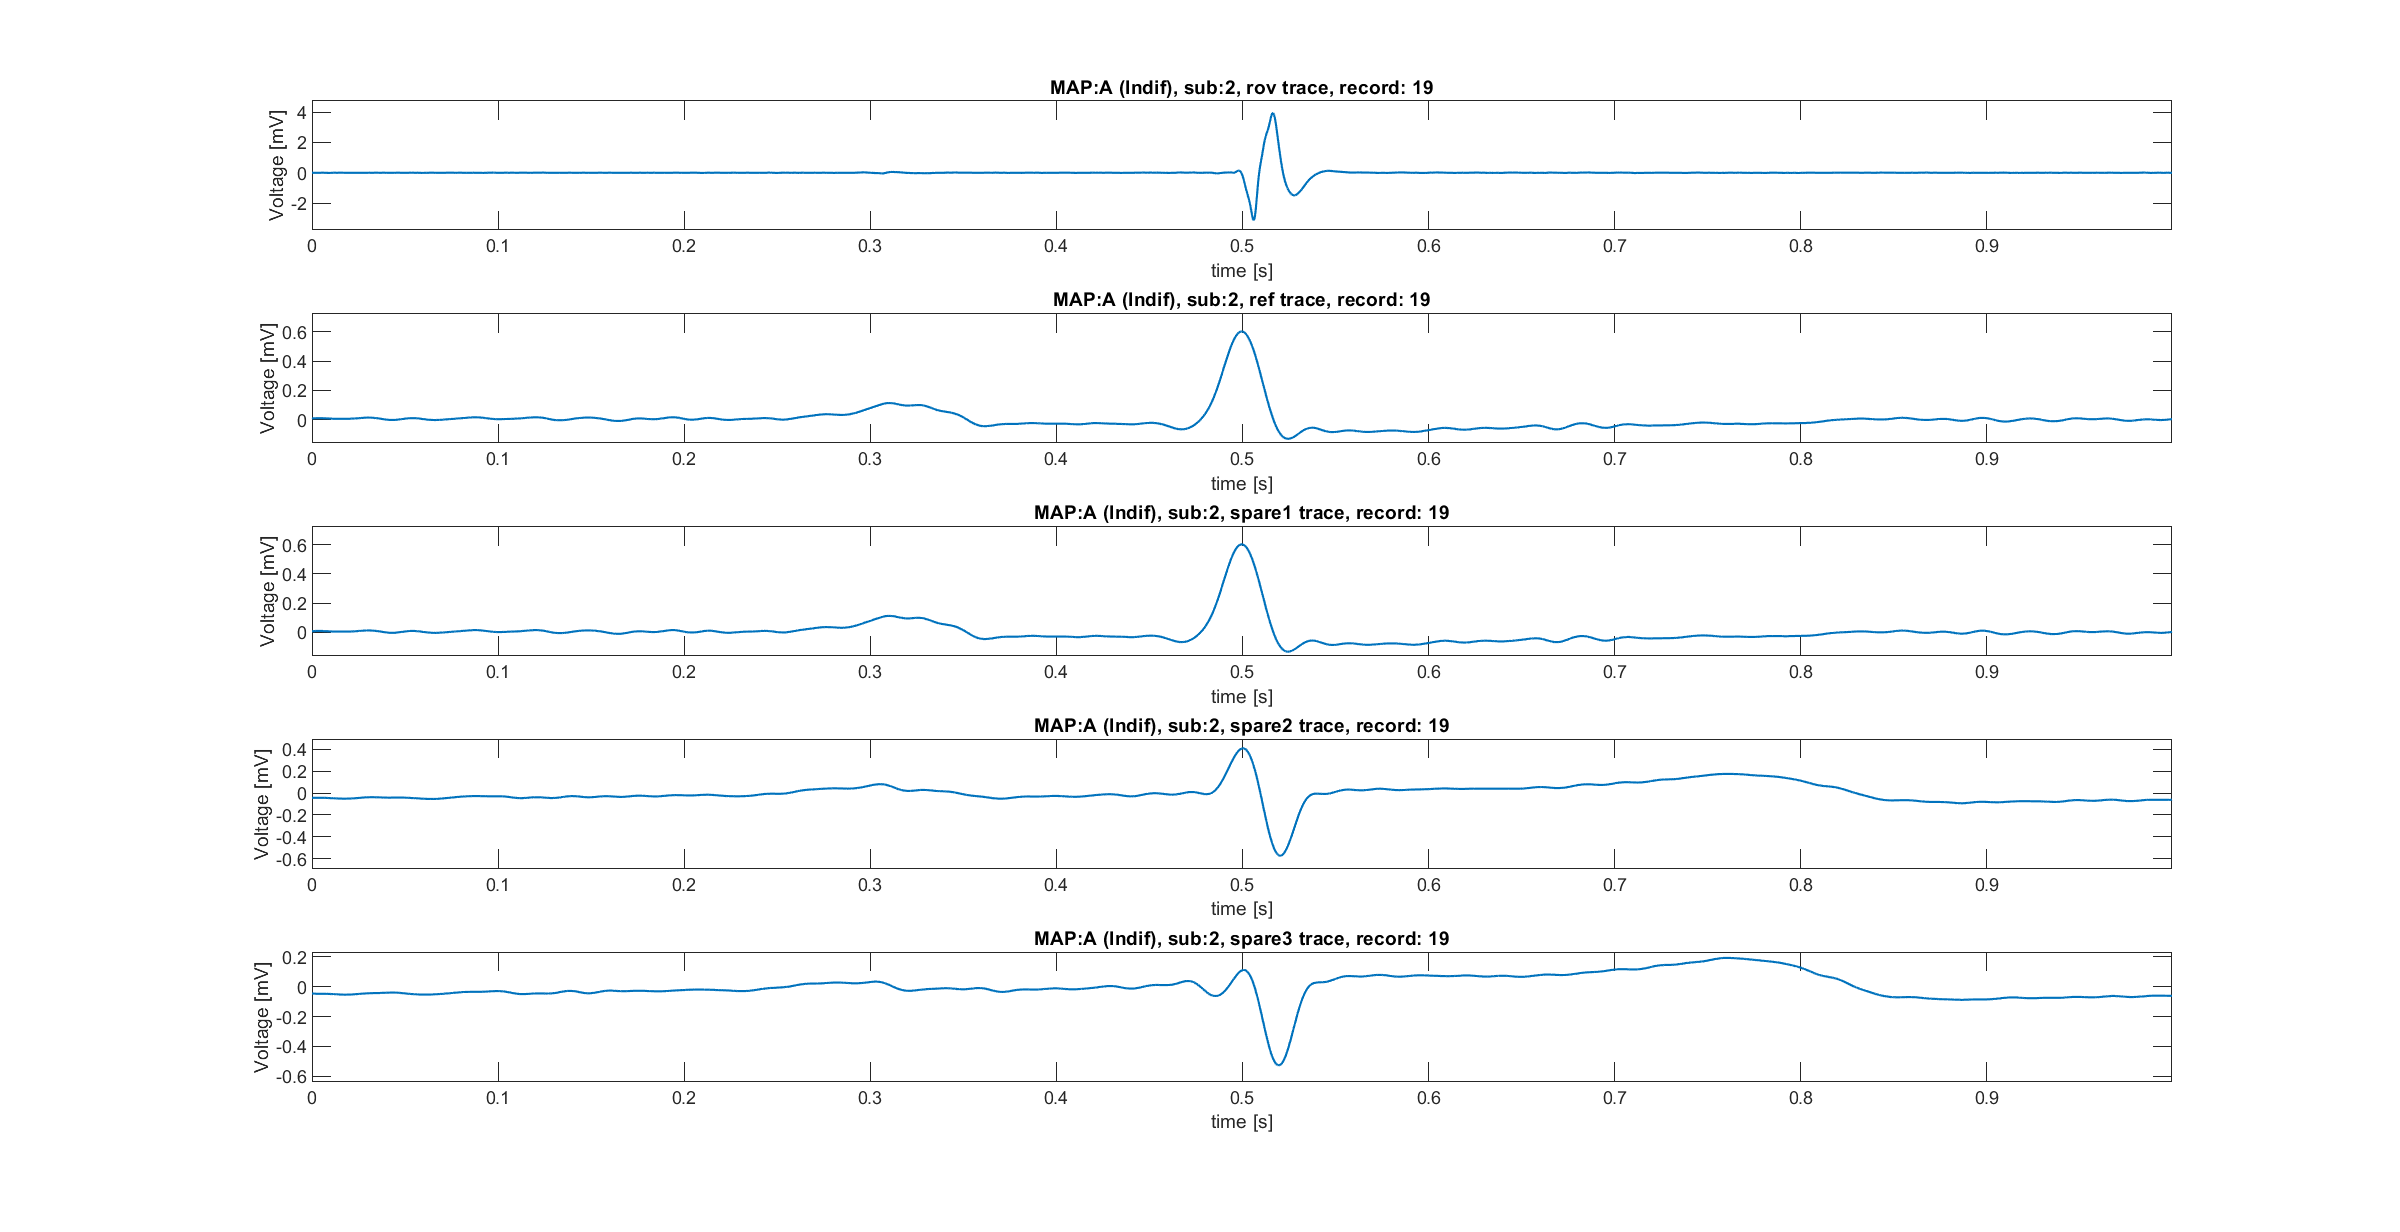 MAP:A (Indif), sub:2, rov trace, record: 19
Voltage [mV]
4
2
0
-2
0 0.1 0.2 0.3 0.4 0.5 0.6 0.7 0.8 0.9
time [s]
MAP:A (Indif), sub:2, ref trace, record: 19
Voltage [mV]
0.6
0.4
0.2
0
0 0.1 0.2 0.3 0.4 0.5 0.6 0.7 0.8 0.9
time [s]
MAP:A (Indif), sub:2, spare1 trace, record: 19
Voltage [mV]
0.6
0.4
0.2
0
0 0.1 0.2 0.3 0.4 0.5 0.6 0.7 0.8 0.9
time [s]
MAP:A (Indif), sub:2, spare2 trace, record: 19
Voltage [mV]
0.4
0.2
0
-0.2
-0.4
-0.6
0 0.1 0.2 0.3 0.4 0.5 0.6 0.7 0.8 0.9
time [s]
MAP:A (Indif), sub:2, spare3 trace, record: 19
Voltage [mV]
0.2
0
-0.2
-0.4
-0.6
0 0.1 0.2 0.3 0.4 0.5 0.6 0.7 0.8 0.9
time [s]